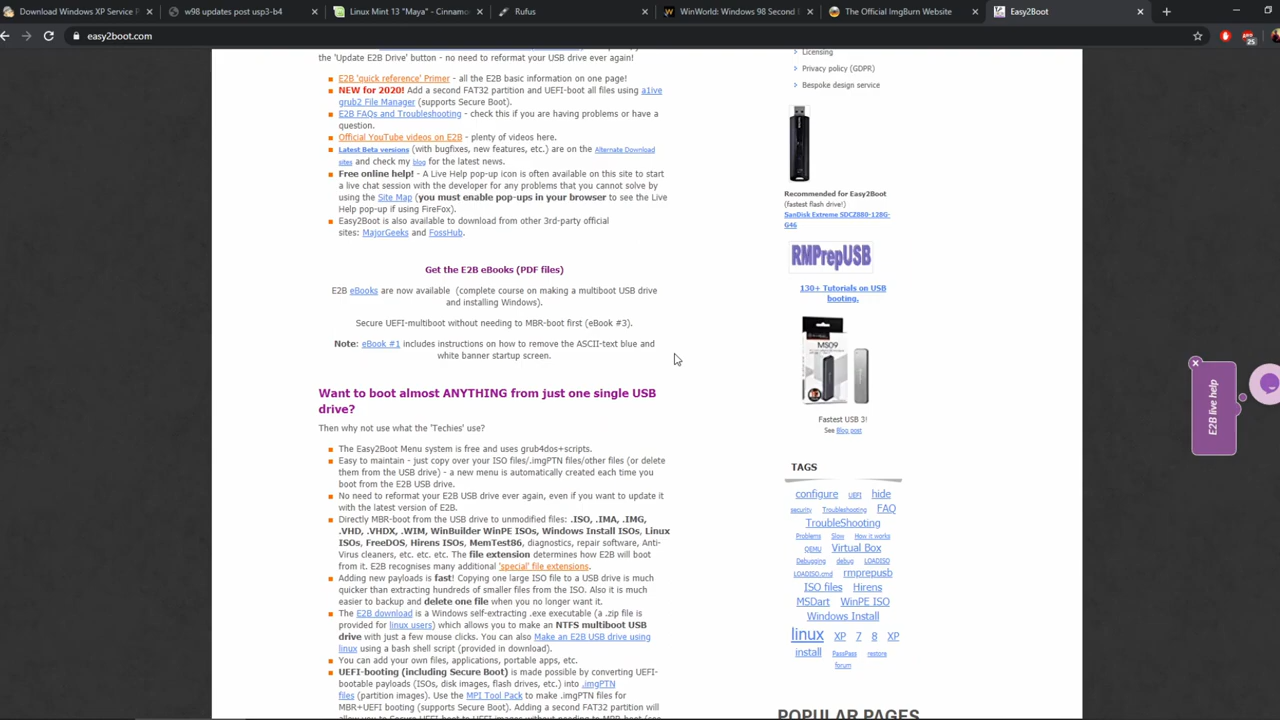 Download Windows XP Service P
w98 updates post usp3-b4
Linux Mint 13 "Maya" - Cinnamo
Rufus
WinWorld: Windows 98 Second
The Official ImgBurn Website
Easy2Boot
easy2boot.com
25
the 'Update E2B Drive' button - no need to reformat your USB drive ever again!
E2B 'quick reference' Primer - all the E2B basic information on one page!
NEW for 2020! Add a second FAT32 partition and UEFI-boot all files using a1ive
grub2 File Manager (supports Secure Boot).
E2B FAQs and Troubleshooting - check this if you are having problems or have a
question.
Official YouTube videos on E2B - plenty of videos here.
Latest Beta versions (with bugfixes, new features, etc.) are on the Alternate Download
sites and check my blog for the latest news.
Free online help! - A Live Help pop-up icon is often available on this site to start
a live chat session with the developer for any problems that you cannot solve by
using the Site Map (you must enable pop-ups in your browser to see the Live
Help pop-up if using FireFox).
Easy2Boot is also available to download from other 3rd-party official
sites: MajorGeeks and FossHub.
Get the E2B eBooks (PDF files)
E2B eBooks are now available (complete course on making a multiboot USB drive
and installing Windows).
Secure UEFI-multiboot without needing to MBR-boot first (eBook #3).
Note: eBook #1 includes instructions on how to remove the ASCII-text blue and
white banner startup screen.
Want to boot almost ANYTHING from just one single USB
drive?
Then why not use what the 'Techies' use?
The Easy2Boot Menu system is free and uses grub4dos+scripts.
Easy to maintain - just copy over your ISO files/.imgPTN files/other files (or delete
them from the USB drive) - a new menu is automatically created each time you
boot from the E2B USB drive.
No need to reformat your E2B USB drive ever again, even if you want to update it
with the latest version of E2B.
Directly MBR-boot from the USB drive to unmodified files: .ISO, .IMA, .IMG,
.VHD, .VHDX, .WIM, WinBuilder WinPE ISOs, Windows Install ISOs, Linux
ISOs, FreeDOS, Hirens ISOs, MemTest86, diagnostics, repair software, Anti-
Virus cleaners, etc. etc. etc. The file extension determines how E2B will boot
from it. E2B recognises many additional 'special' file extensions.
Adding new payloads is fast! Copying one large ISO file to a USB drive is much
quicker than extracting hundreds of smaller files from the ISO. Also it is much
easier to backup and delete one file when you no longer want it.
The E2B download is a Windows self-extracting .exe executable (a .zip file is
provided for linux users) which allows you to make an NTFS multiboot USB
drive with just a few mouse clicks. You can also Make an E2B USB drive using
linux using a bash shell script (provided in download).
You can add your own files, applications, portable apps, etc.
UEFI-booting (including Secure Boot) is made possible by converting UEFI-
bootable payloads (ISOs, disk images, flash drives, etc.) into .imgPTN
files (partition images). Use the MPI Tool Pack to make .imgPTN files for
MBR+UEFI booting (supports Secure Boot). Adding a second FAT32 partition will
Licensing
Privacy policy (GDPR)
Bespoke design service
Recommended for Easy2Boot
(fastest flash drive!)
SanDisk Extreme SDCZ880-128G-
G46
RMPrepUSB
130+ Tutorials on USB
booting.
MS09
Fastest USB 3!
See Blog post
TAGS
configure UEFI hide
security Troubleshooting FAQ
TroubleShooting
Problems Slow How it works
QEMU Virtual Box
Debugging debug LOADISO
LOADISO.cmd rmprepusb
ISO files Hirens
MSDart WinPE ISO
Windows Install
linux XP 7 8 XP
install PassPass restore
forum
POPULAR PAGES
E2B live help